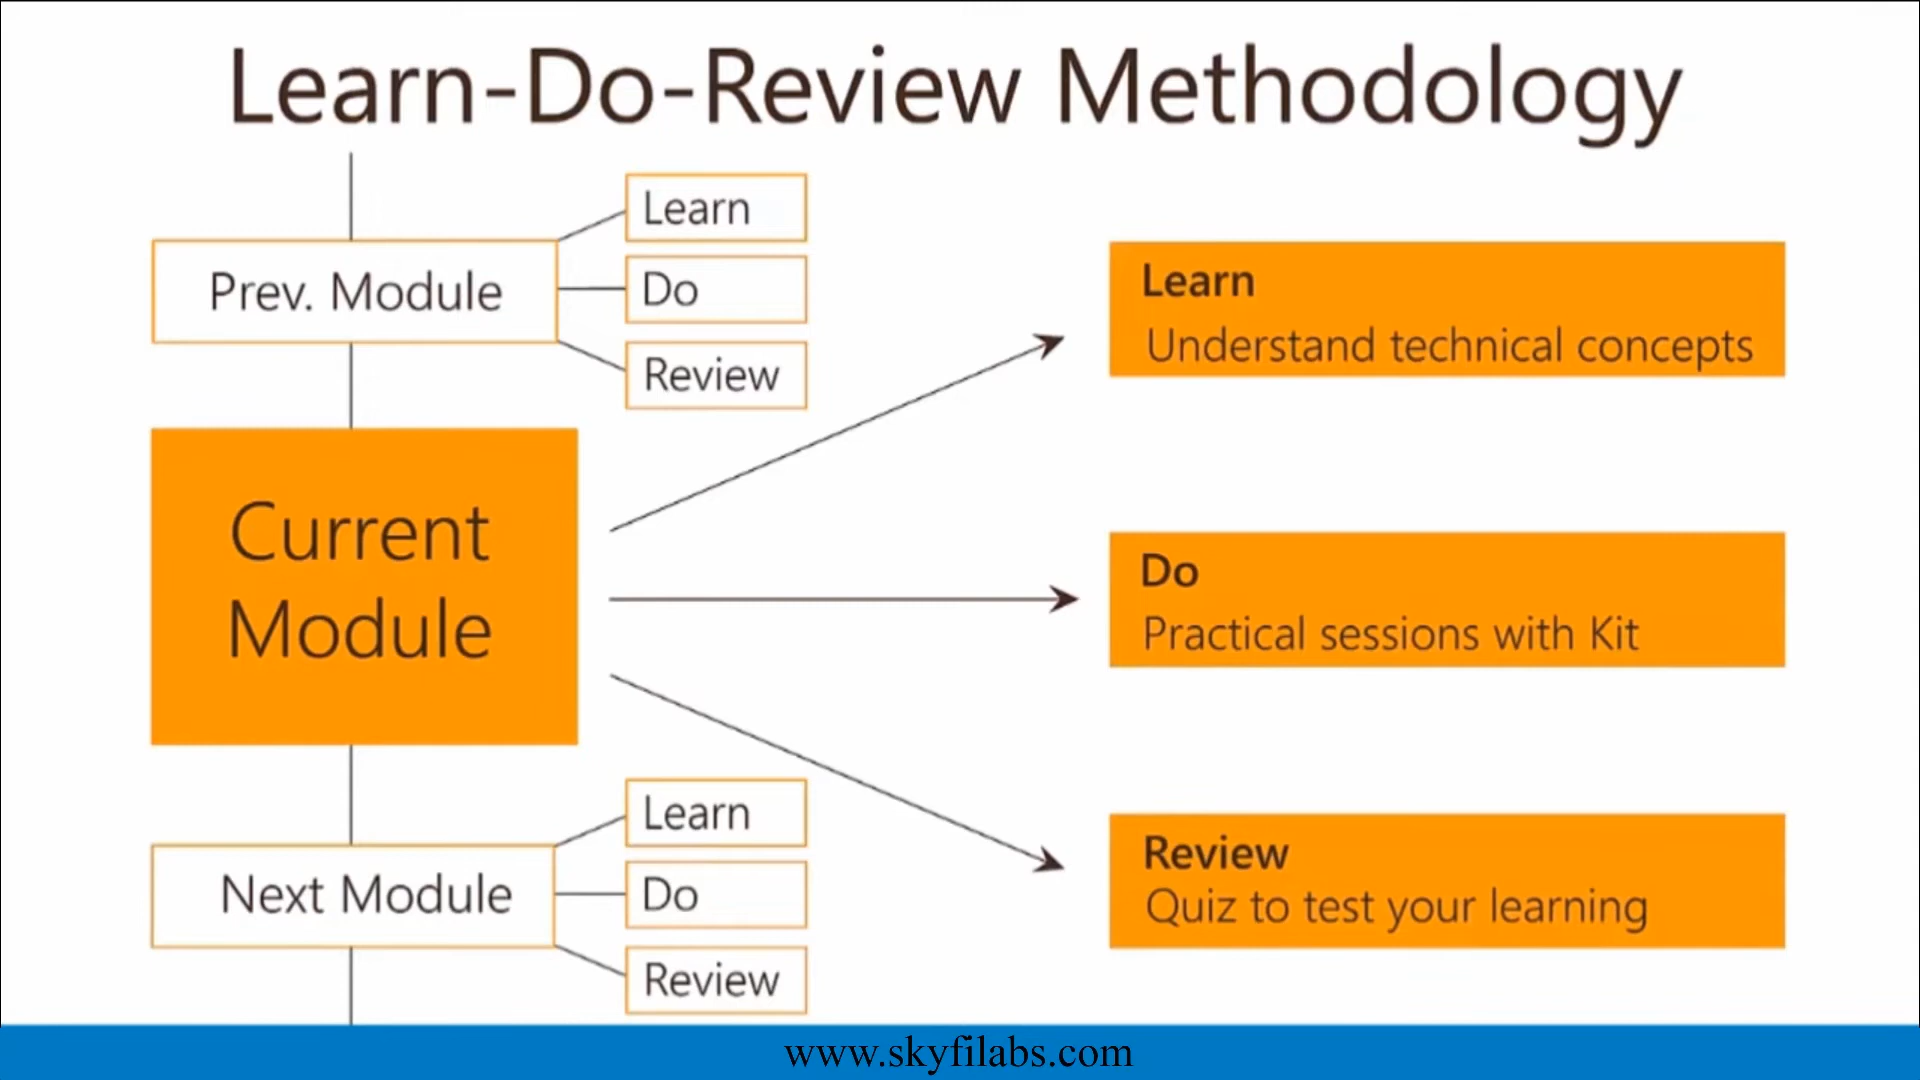 Learn-Do-Review Methodology
Prev. Module
Learn
Do
Review
Current
Module
Learn
Understand technical concepts
Do
Practical sessions with Kit
Review
Quiz to test your learning
Next Module
Learn
Do
Review
www.skyfilabs.com